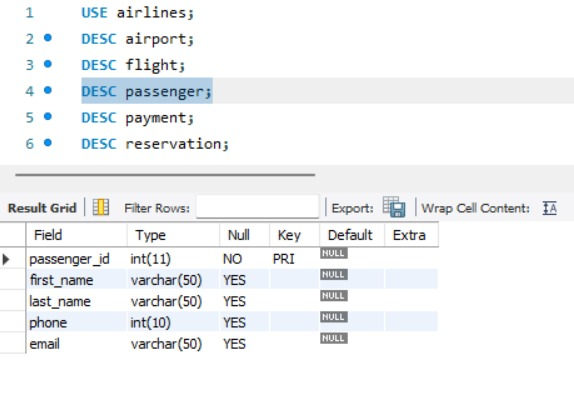 1 USE airlines;
2 DESC airport;
3 DESC flight;
4 DESC passenger;
5 DESC payment;
6 DESC reservation;
Result Grid Filter Rows: Export: Wrap Cell Content: IA
Field Type Null Key Default Extra
passenger_id int(11) NO PRI NULL
first_name varchar(50) YES NULL
last_name varchar(50) YES NULL
phone int(10) YES NULL
email varchar(50) YES NULL